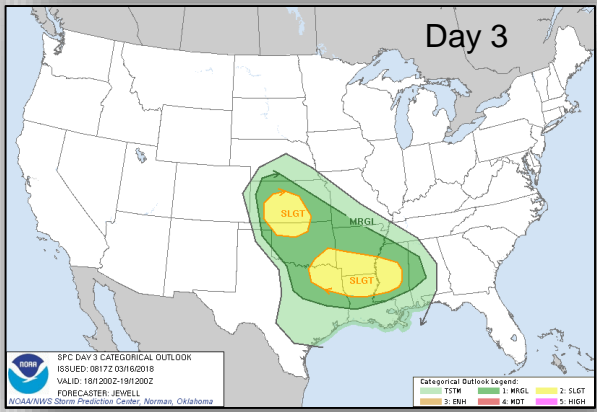 Day 3
SLGT
MRGL
SLGT
NOAA
SPC DAY 3 CATEGORICAL OUTLOOK
ISSUED: 0817Z 03/16/2018
VALID: 18/1200Z-19/1200Z
FORECASTER: JEWELL
NOAA/NWS Storm Prediction Center, Norman, Oklahoma
Categorical Outlook Legend:
TSTM 1: MRGL 2: SLGT
3: ENH 4: MDT 5: HIGH